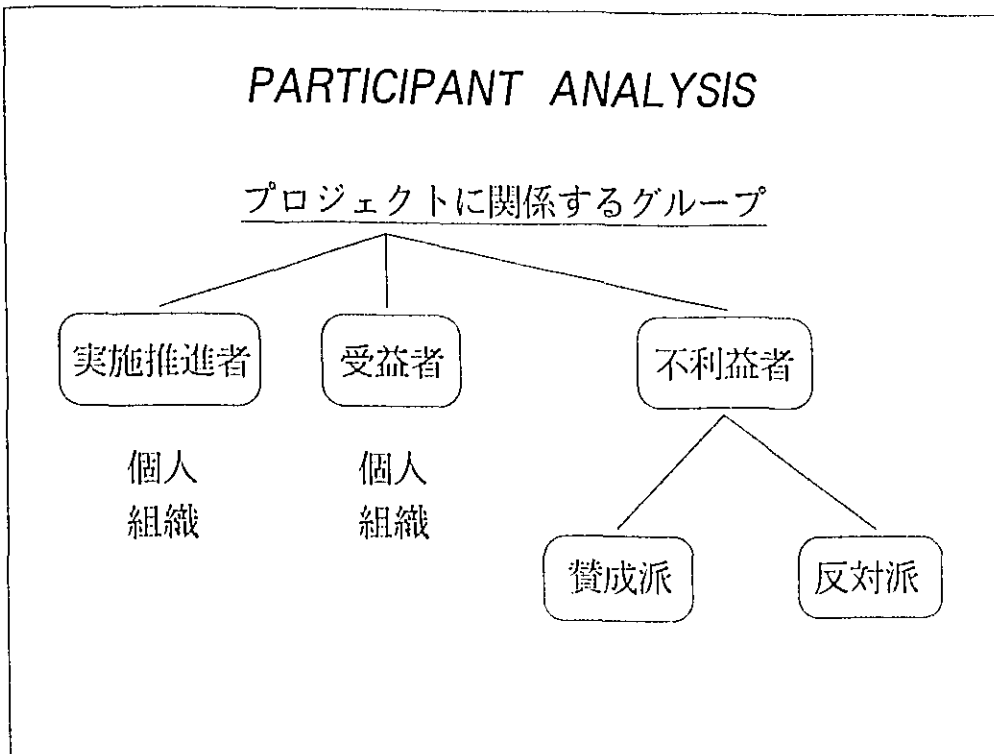 PARTICIPANT ANALYSIS
プロジェクトに関係するグループ
実施推進者
受益者
不利益者
個人
組織
個人
組織
賛成派
反対派